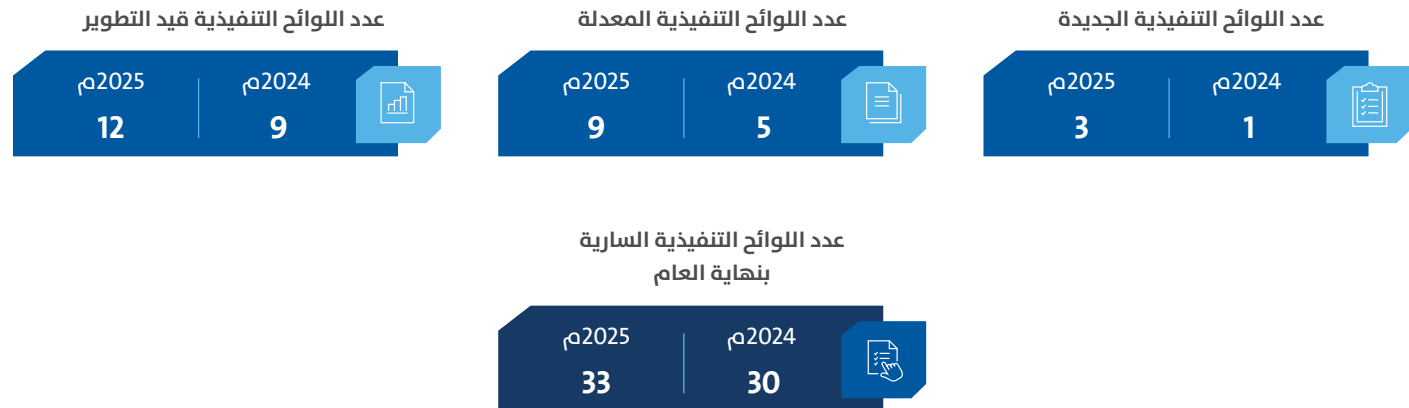 عدد اللوائح التنفيذية الجديدة
2024م
1
2025م
3
عدد اللوائح التنفيذية المعدلة
2024م
5
2025م
9
عدد اللوائح التنفيذية قيد التطوير
2024م
9
2025م
12
عدد اللوائح التنفيذية السارية
بنهاية العام
2024م
30
2025م
33